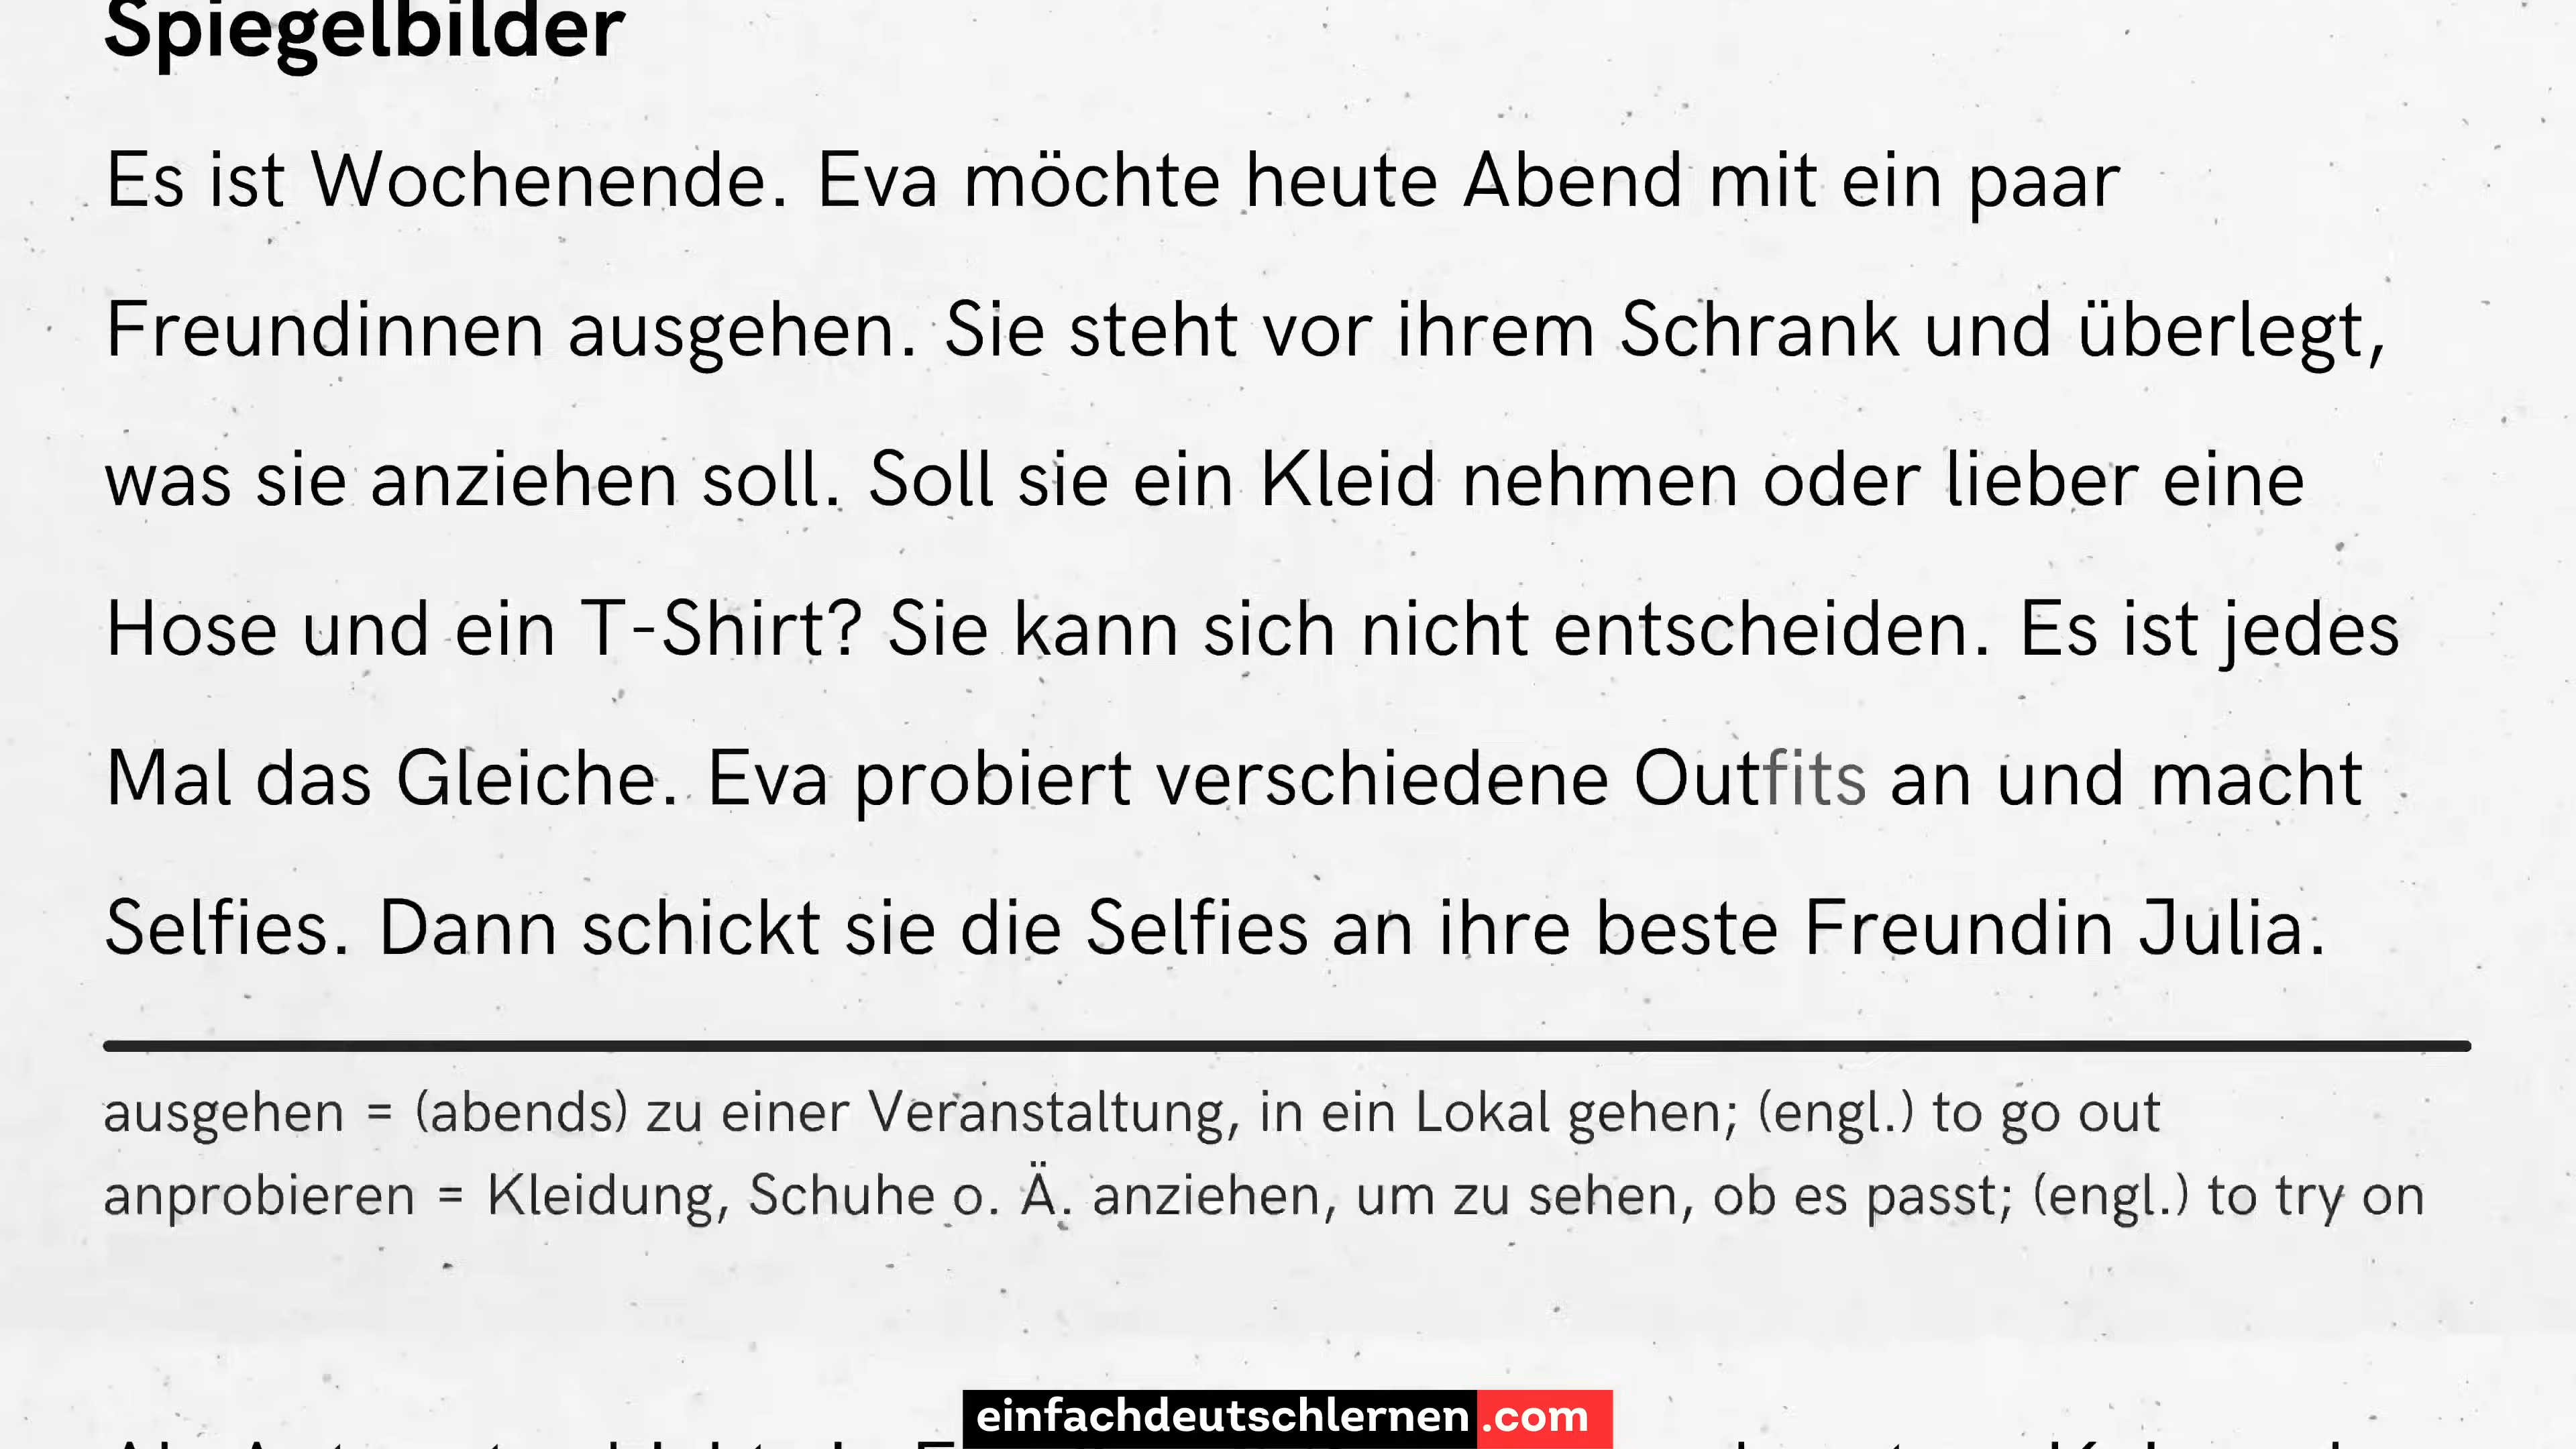 Spiegelbilder
Es ist Wochenende. Eva möchte heute Abend mit ein paar
Freundinnen ausgehen. Sie steht vor ihrem Schrank und überlegt,
was sie anziehen soll. Soll sie ein Kleid nehmen oder lieber eine
Hose und ein T-Shirt? Sie kann sich nicht entscheiden. Es ist jedes
Mal das Gleiche. Eva probiert verschiedene Outfits an und macht
Selfies. Dann schickt sie die Selfies an ihre beste Freundin Julia.
ausgehen = (abends) zu einer Veranstaltung, in ein Lokal gehen; (engl.) to go out
anprobieren = Kleidung, Schuhe o. Ä. anziehen, um zu sehen, ob es passt; (engl.) to try on
einfachdeutschlernen.com